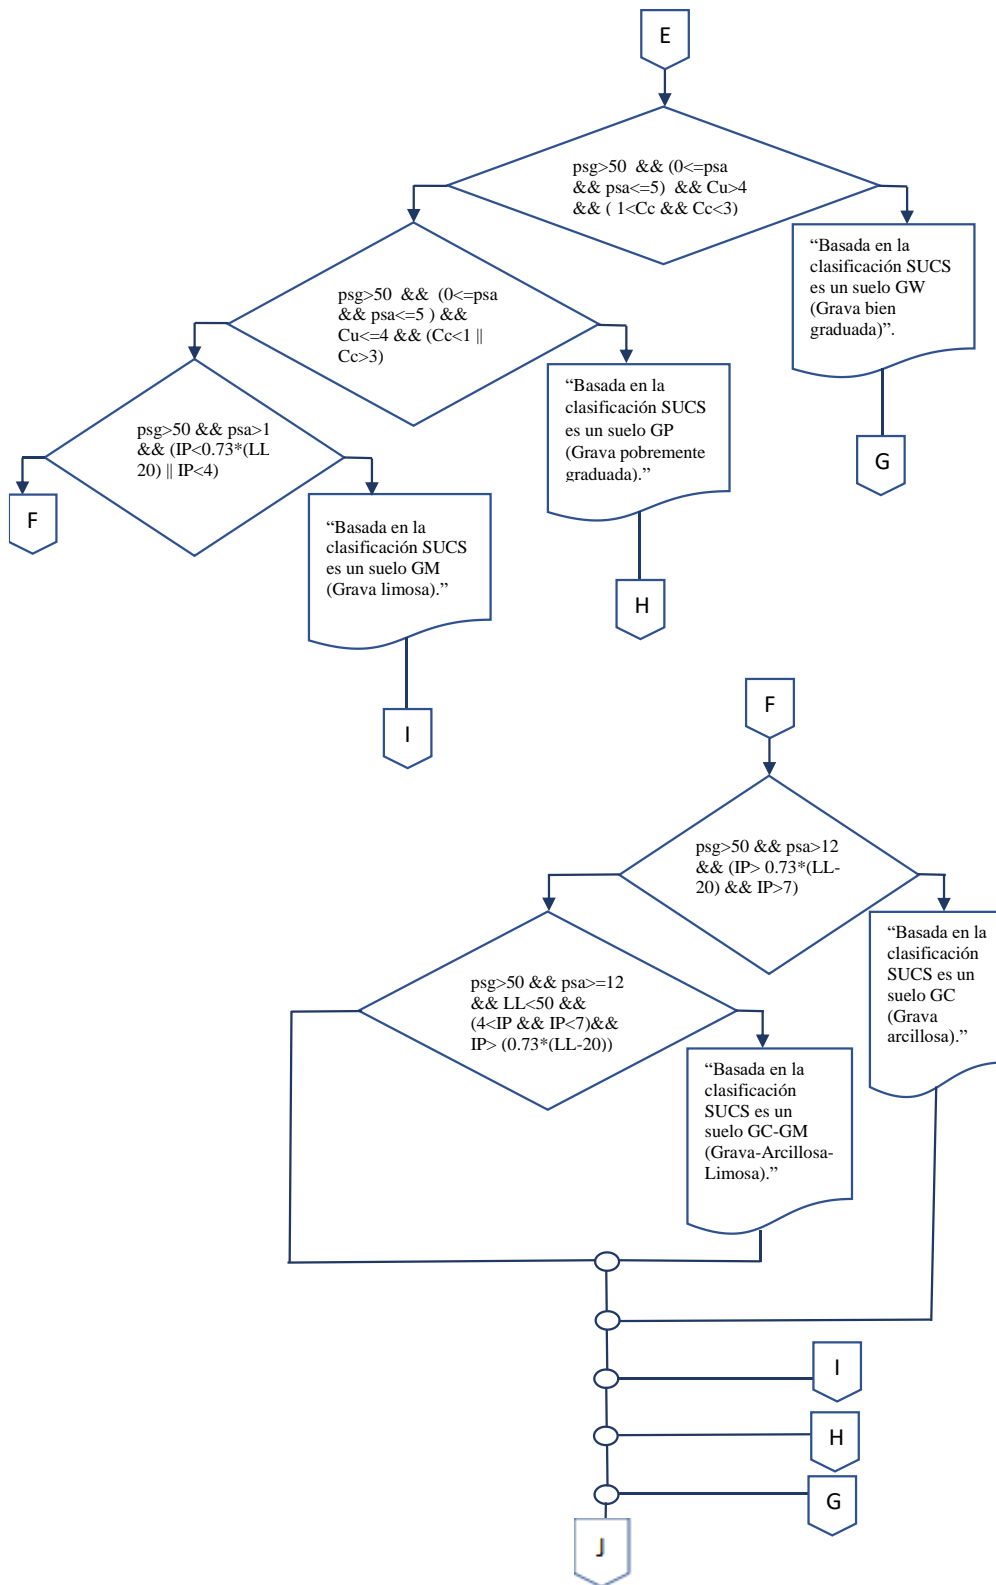 E
psg>50 && (0<=psa
&& psa<=5) && Cu>4
&& ( 1<Cc && Cc<3)
“Basada en la
clasificación SUCS
es un suelo GW
(Grava bien
graduada)”.
G
psg>50 && (0<=psa
&& psa<=5 ) &&
Cu<=4 && (Cc<1 ||
Cc>3)
“Basada en la
clasificación SUCS
es un suelo GP
(Grava pobremente
graduada).”
H
psg>50 && psa>1
&& (IP<0.73*(LL
20) || IP<4)
F
“Basada en la
clasificación SUCS
es un suelo GM
(Grava limosa).”
I
F
psg>50 && psa>12
&& (IP> 0.73*(LL-
20) && IP>7)
“Basada en la
clasificación
SUCS es un
suelo GC
(Grava
arcillosa).”
psg>50 && psa>=12
&& LL<50 &&
(4<IP && IP<7)&&
IP> (0.73*(LL-20))
“Basada en la
clasificación
SUCS es un
suelo GC-GM
(Grava-Arcillosa-
Limosa).”
I
H
G
J